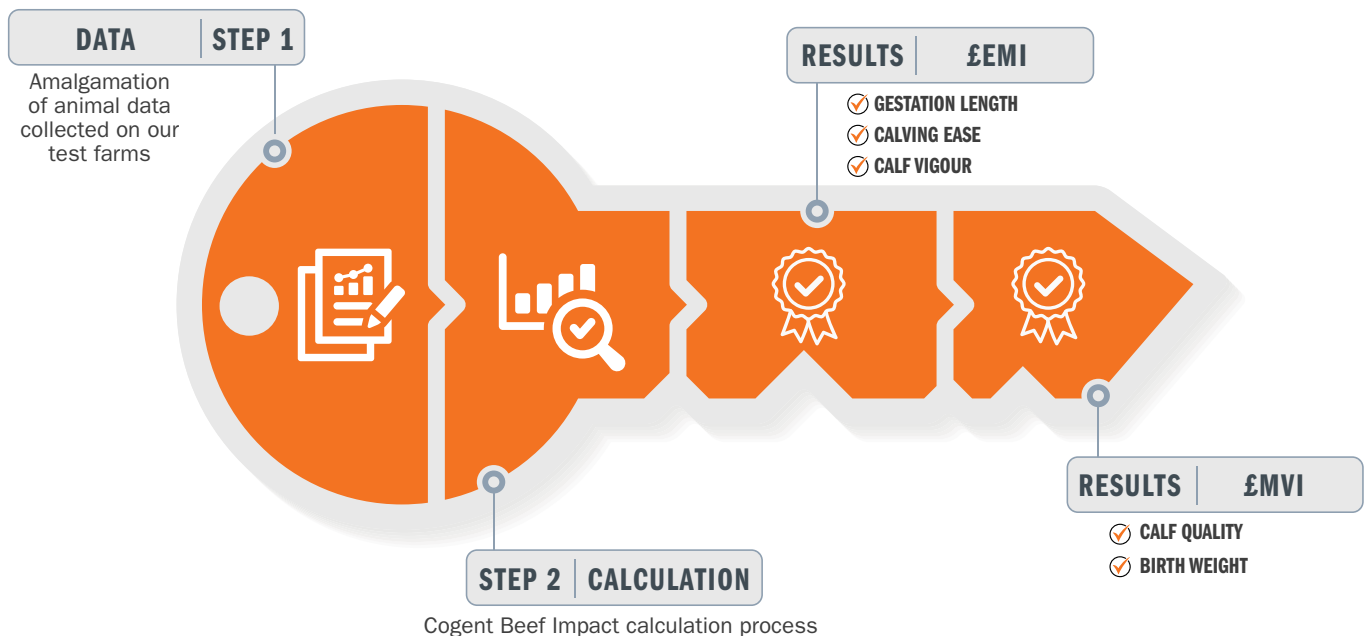 DATA STEP 1
Amalgamation
of animal data
collected on our
test farms
RESULTS £EMI
GESTATION LENGTH
CALVING EASE
CALF VIGOUR
RESULTS £MVI
CALF QUALITY
BIRTH WEIGHT
STEP 2 CALCULATION
Cogent Beef Impact calculation process